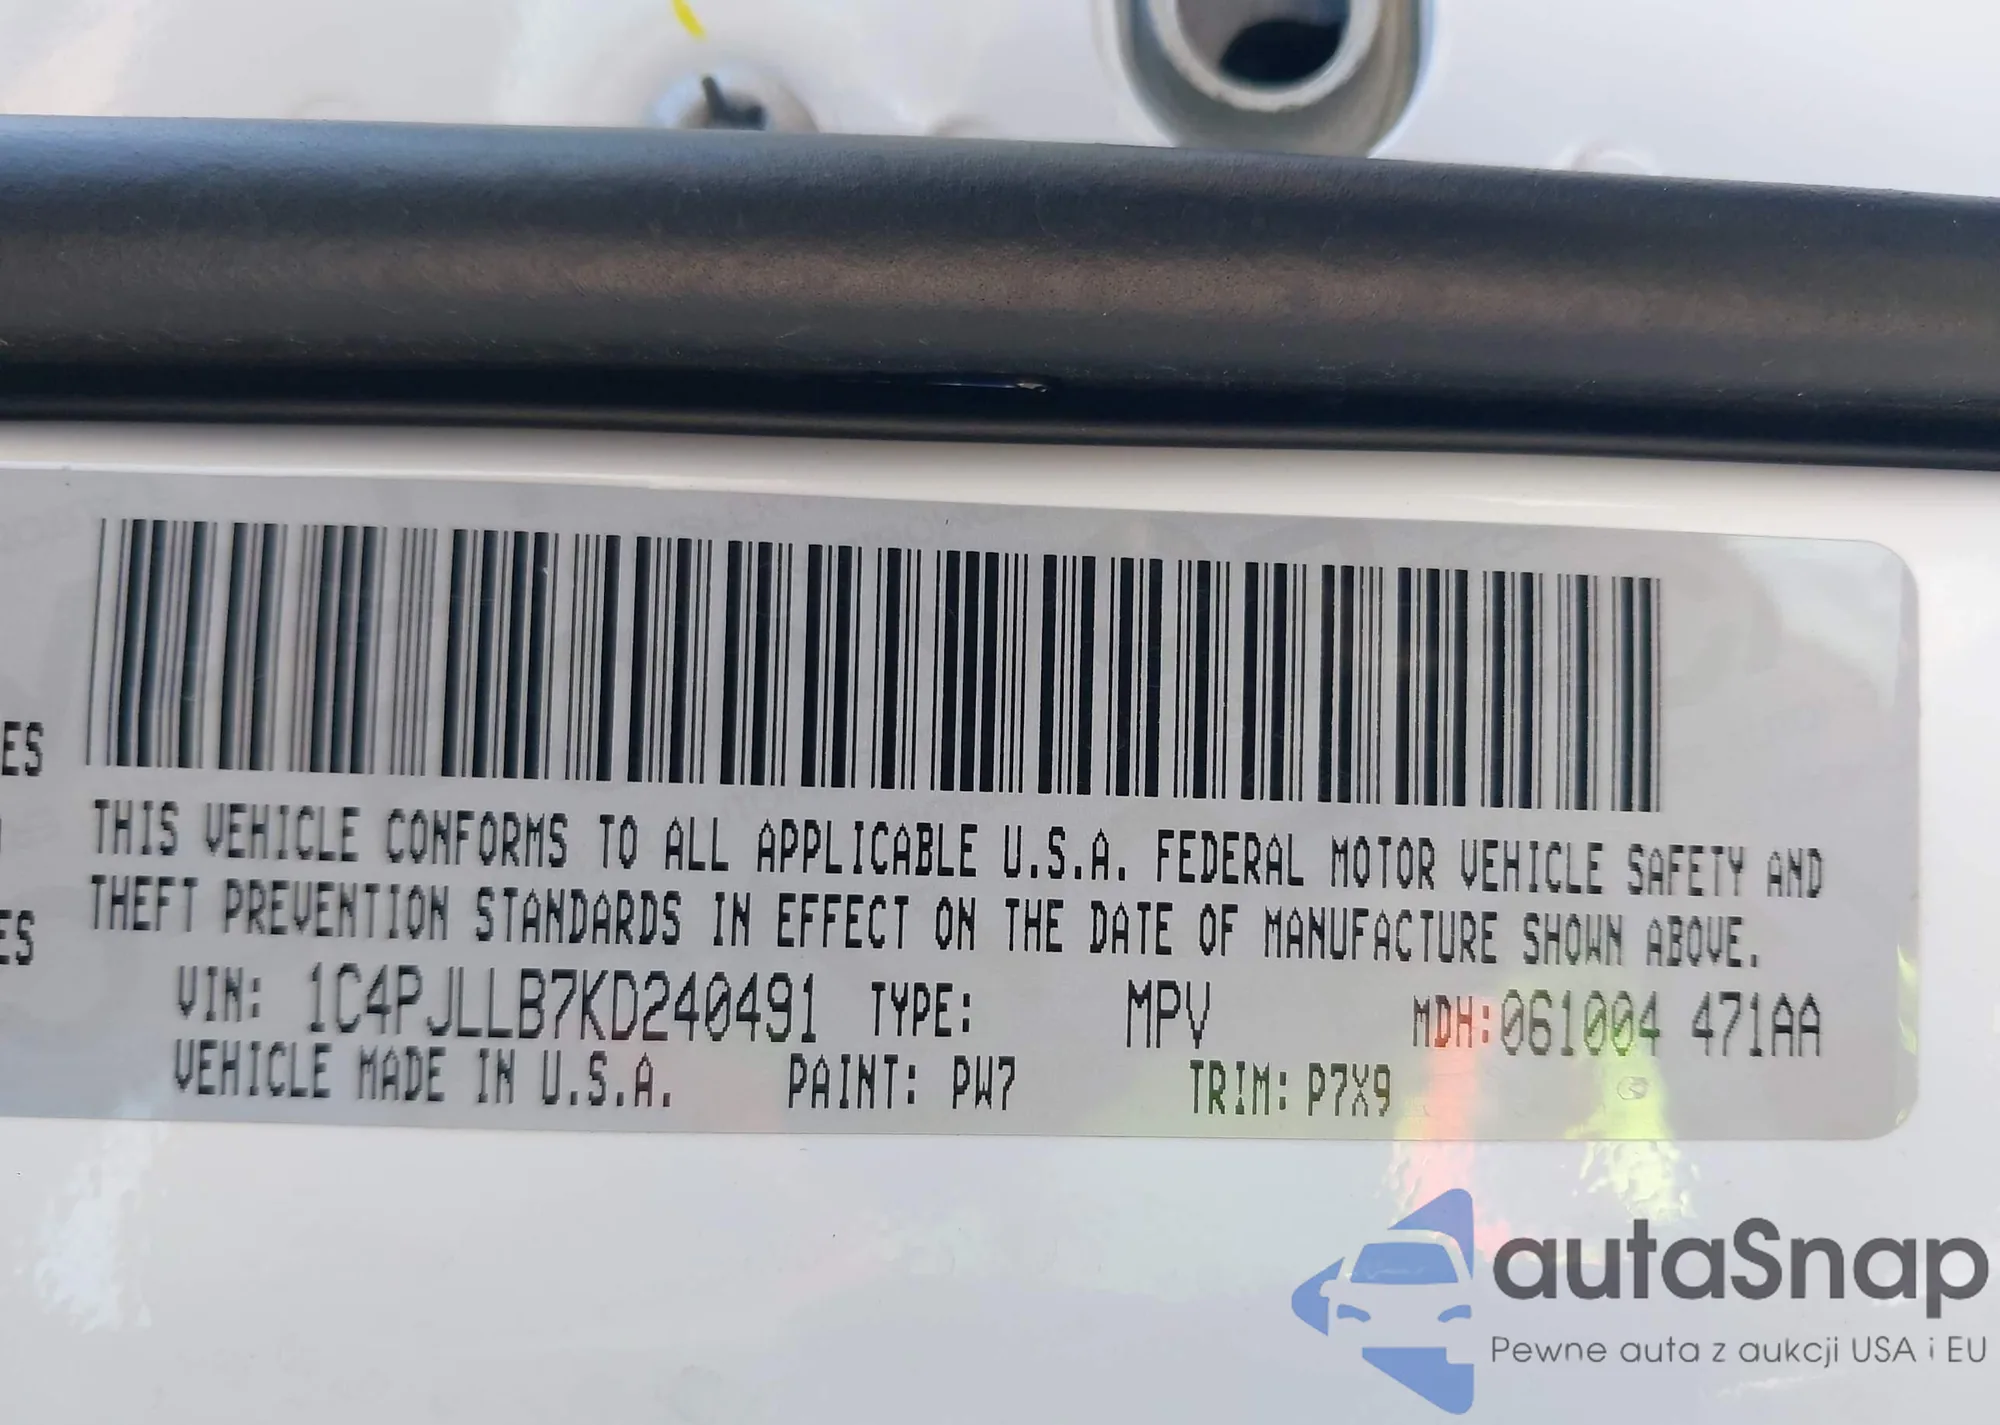 ES
THIS VEHICLE CONFORMS TO ALL APPLICABLE U.S.A. FEDERAL MOTOR VEHICLE SAFETY AND
THEFT PREVENTION STANDARDS IN EFFECT ON THE DATE OF MANUFACTURE SHOWN ABOVE.
ES
VIN: 1C4PJLLB7KD240491 TYPE: MPV MDH:061004 471AA
VEHICLE MADE IN U.S.A. PAINT: PW7 TRIM: P7X9
autaSnap
Pewne auta z aukcji USA i EU